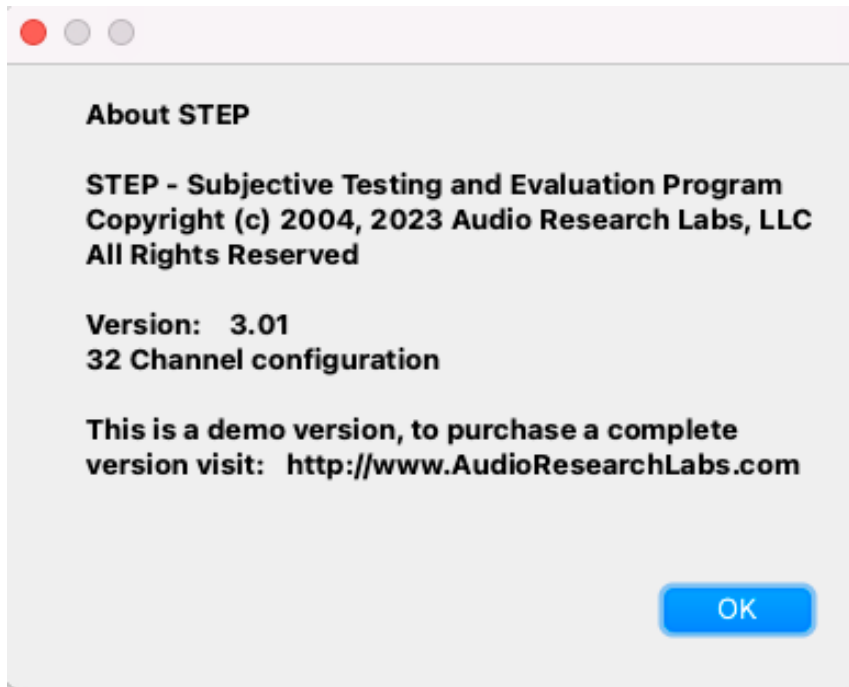 About STEP
STEP - Subjective Testing and Evaluation Program
Copyright (c) 2004, 2023 Audio Research Labs, LLC
All Rights Reserved
Version: 3.01
32 Channel configuration
This is a demo version, to purchase a complete
version visit: http://www.AudioResearchLabs.com
OK